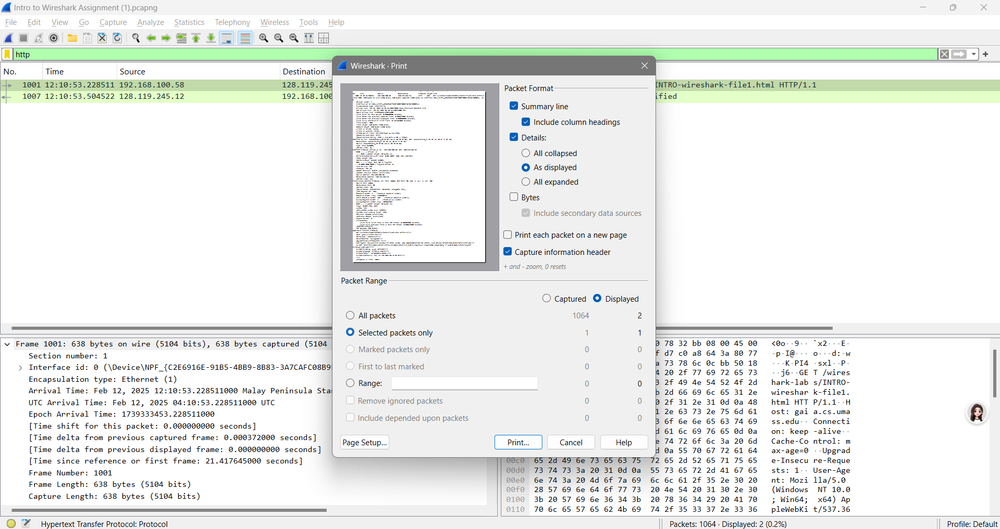 Intro to Wireshark Assignment (1).pcapng
File Edit View Go Capture Analyze Statistics Telephony Wireless Tools Help
http
No. Time Source Destination
1001 12:10:53.228511 192.168.100.58 128.119.245 INTRO-wireshark-file1.html HTTP/1.1
1007 12:10:53.504522 128.119.245.12 192.168.100 ified
Wireshark · Print
Packet Format
Summary line
Include column headings
Details:
All collapsed
As displayed
All expanded
Bytes
Include secondary data sources
Print each packet on a new page
Capture information header
+ and - zoom, 0 resets
Packet Range
Captured Displayed
All packets 1064 2
Selected packets only 1 1
Marked packets only 0 0
First to last marked 0 0
Range: 0 0
Remove ignored packets 0 0
Include depended upon packets 0 0
Page Setup... Print... Cancel Help
Frame 1001: 638 bytes on wire (5104 bits), 638 bytes captured (5104
Section number: 1
Interface id: 0 (\Device\NPF_{C2E6916E-91B5-4BB9-8B83-3A7CAFC08B9
Encapsulation type: Ethernet (1)
Arrival Time: Feb 12, 2025 12:10:53.228511000 Malay Peninsula Sta
UTC Arrival Time: Feb 12, 2025 04:10:53.228511000 UTC
Epoch Arrival Time: 1739333453.228511000
[Time shift for this packet: 0.000000000 seconds]
[Time delta from previous captured frame: 0.000372000 seconds]
[Time delta from previous displayed frame: 0.000000000 seconds]
[Time since reference or first frame: 21.417645000 seconds]
Frame Number: 1001
Frame Length: 638 bytes (5104 bits)
Capture Length: 638 bytes (5104 bits)
78 32 bb 08 00 45 00 <0o··9·· `x2···E·
d7 c0 a8 64 3a 80 77 ·p·I@··· o···d:·w
73 78 6c 0c bb 50 18 ···K·PI4 ·sxl··P·
20 2f 77 69 72 65 73 ··j6··GE T /wires
2f 49 4e 54 52 4f 2d hark-lab s/INTRO-
2d 66 69 6c 65 31 2e wireshar k-file1.
2f 31 2e 31 0d 0a 48 html HTT P/1.1··H
2e 63 73 2e 75 6d 61 ost: gai a.cs.uma
6f 6e 6e 65 63 74 69 ss.edu·· Connecti
61 6c 69 76 65 0d 0a on: keep -alive··
74 72 6f 6c 3a 20 6d Cache-Co ntrol: m
0a 55 70 67 72 61 64 ax-age=0 ··Upgrad
00c0 65 2d 49 6e 73 65 63 75 72 65 2d 52 65 71 75 65 e-Insecu re-Reque
00d0 73 74 73 3a 20 31 0d 0a 55 73 65 72 2d 41 67 65 sts: 1·· User-Age
00e0 6e 74 3a 20 4d 6f 7a 69 6c 6c 61 2f 35 2e 30 20 nt: Mozi lla/5.0
00f0 28 57 69 6e 64 6f 77 73 20 4e 54 20 31 30 2e 30 (Windows NT 10.0
0100 3b 20 57 69 6e 36 34 3b 20 78 36 34 29 20 41 70 ; Win64; x64) Ap
0110 70 6c 65 57 65 62 4b 69 74 2f 35 33 37 2e 33 36 pleWebKi t/537.36
Hypertext Transfer Protocol: Protocol Packets: 1064 · Displayed: 2 (0.2%) Profile: Default